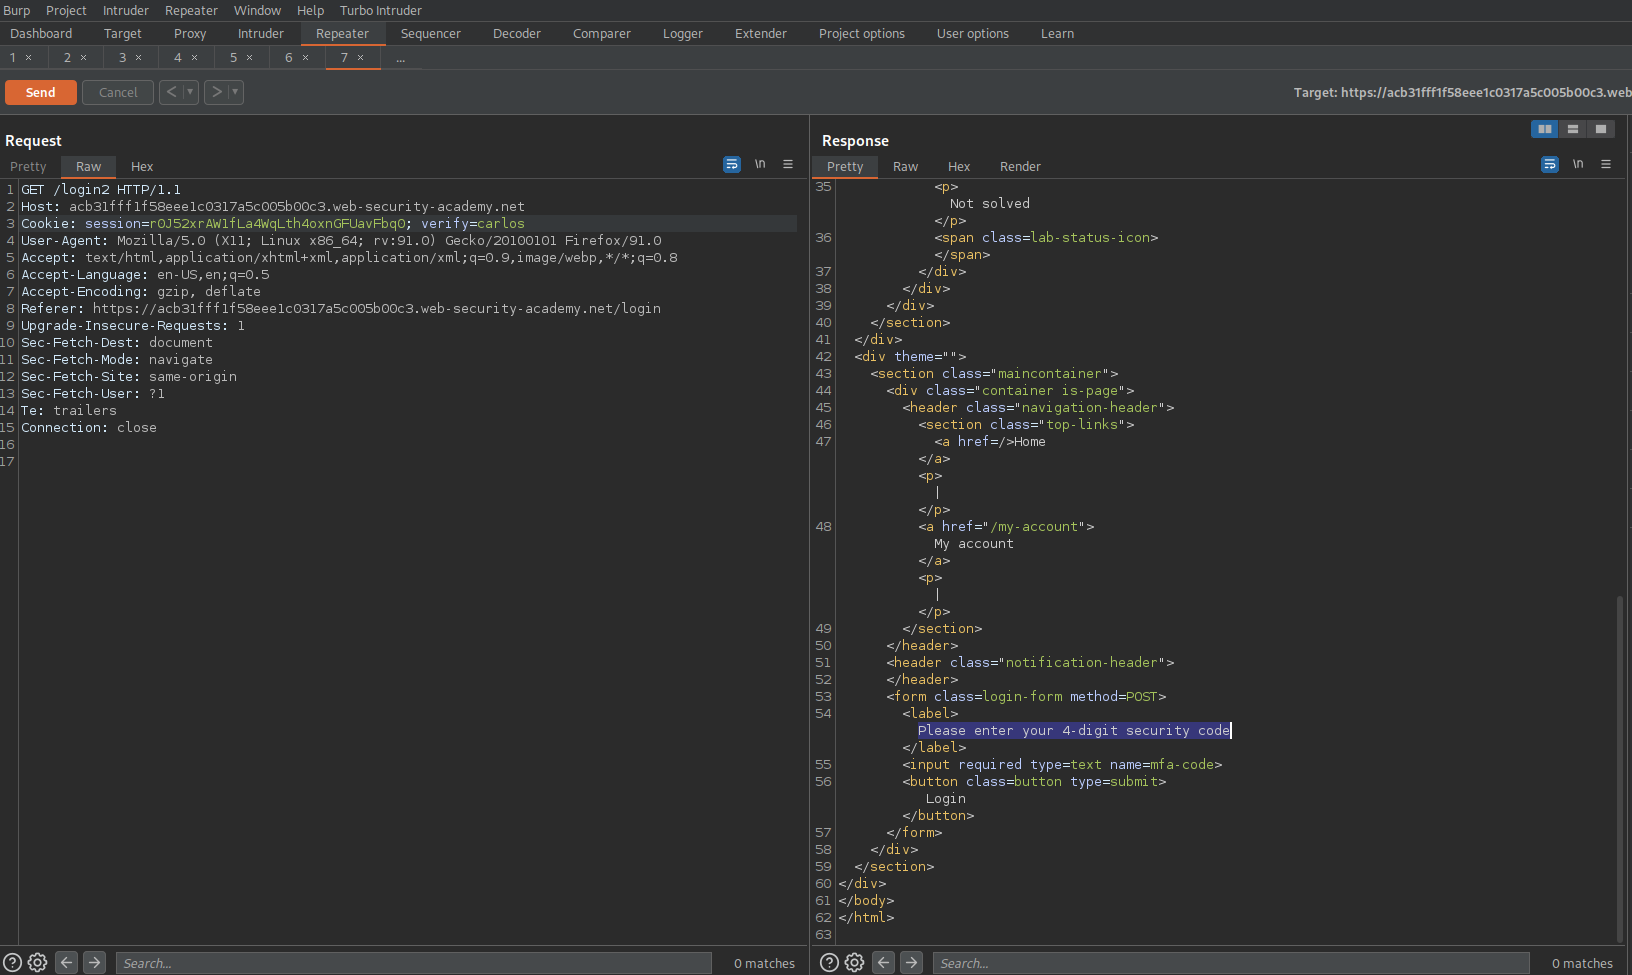 Burp Project Intruder Repeater Window Help Turbo Intruder
Dashboard Target Proxy Intruder Repeater Sequencer Decoder Comparer Logger Extender Project options User options Learn
1 × 2 × 3 × 4 × 5 × 6 × 7 × ...
Send Cancel < ▾ > ▾ Target: https://acb31fff1f58eee1c0317a5c005b00c3.web
Request
Pretty Raw Hex \n
1 GET /login2 HTTP/1.1
2 Host: acb31fff1f58eee1c0317a5c005b00c3.web-security-academy.net
3 Cookie: session=r0J52xrAW1fLa4WqLth4oxnGFUavFbq0; verify=carlos
4 User-Agent: Mozilla/5.0 (X11; Linux x86_64; rv:91.0) Gecko/20100101 Firefox/91.0
5 Accept: text/html,application/xhtml+xml,application/xml;q=0.9,image/webp,*/*;q=0.8
6 Accept-Language: en-US,en;q=0.5
7 Accept-Encoding: gzip, deflate
8 Referer: https://acb31fff1f58eee1c0317a5c005b00c3.web-security-academy.net/login
9 Upgrade-Insecure-Requests: 1
10 Sec-Fetch-Dest: document
11 Sec-Fetch-Mode: navigate
12 Sec-Fetch-Site: same-origin
13 Sec-Fetch-User: ?1
14 Te: trailers
15 Connection: close
16
17
Search... 0 matches
Response
Pretty Raw Hex Render \n
35 <p>
Not solved
</p>
36 <span class=lab-status-icon>
</span>
37 </div>
38 </div>
39 </div>
40 </section>
41 </div>
42 <div theme="">
43 <section class="maincontainer">
44 <div class="container is-page">
45 <header class="navigation-header">
46 <section class="top-links">
47 <a href=/>Home
</a>
<p>
|
</p>
48 <a href="/my-account">
My account
</a>
<p>
|
</p>
49 </section>
50 </header>
51 <header class="notification-header">
52 </header>
53 <form class=login-form method=POST>
54 <label>
Please enter your 4-digit security code
</label>
55 <input required type=text name=mfa-code>
56 <button class=button type=submit>
Login
</button>
57 </form>
58 </div>
59 </section>
60 </div>
61 </body>
62 </html>
63
Search... 0 matches